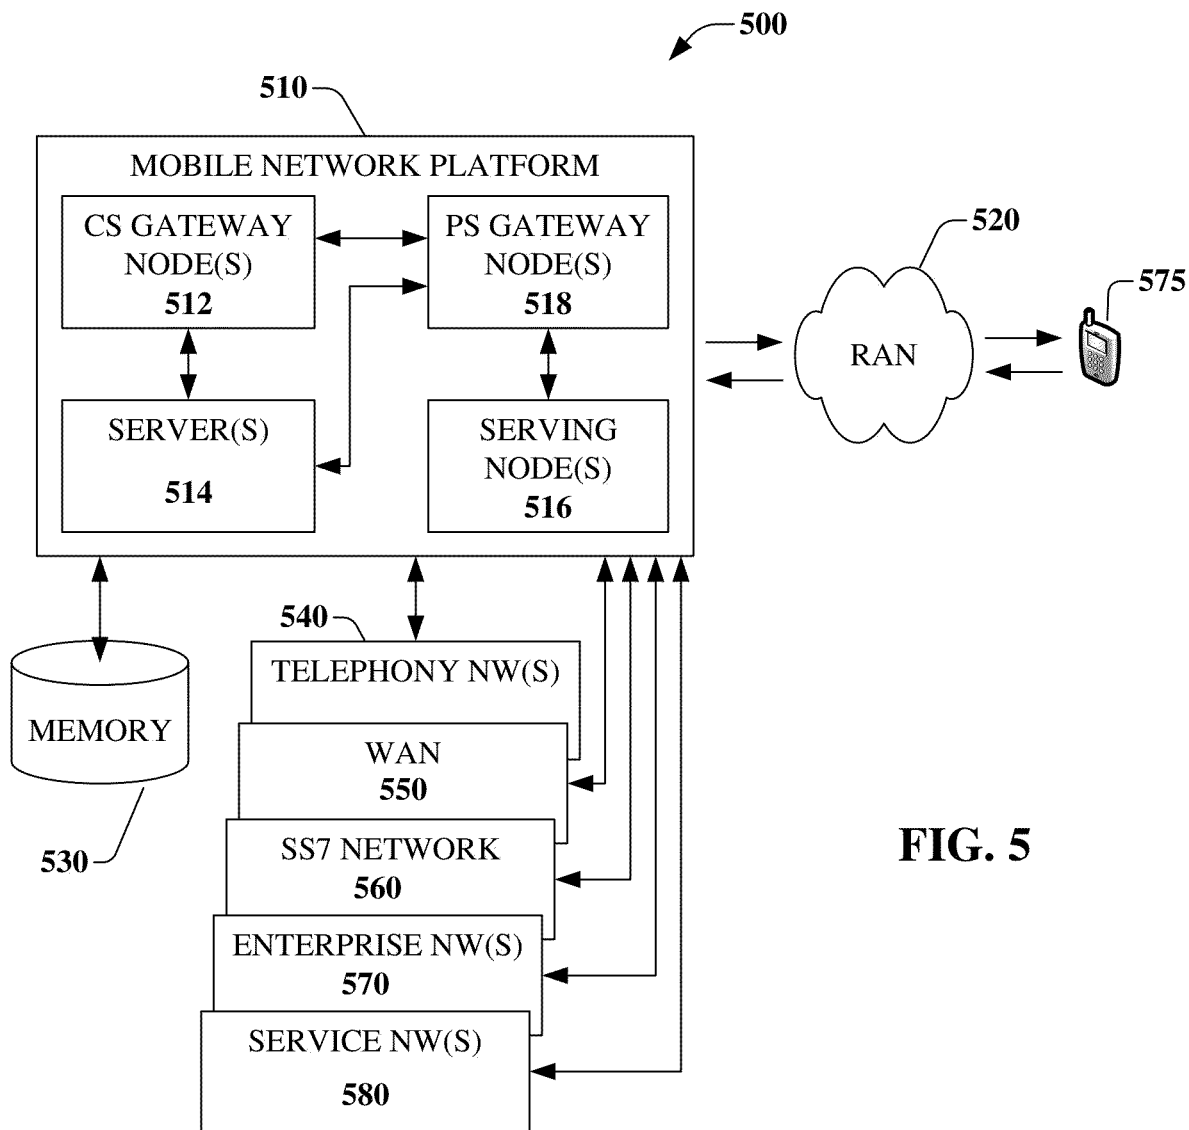 500
510
MOBILE NETWORK PLATFORM
CS GATEWAY
NODE(S)
512
PS GATEWAY
NODE(S)
518
SERVER(S)
514
SERVING
NODE(S)
516
520
RAN
575
540
TELEPHONY NW(S)
MEMORY
530
WAN
550
SS7 NETWORK
560
ENTERPRISE NW(S)
570
SERVICE NW(S)
580
FIG. 5